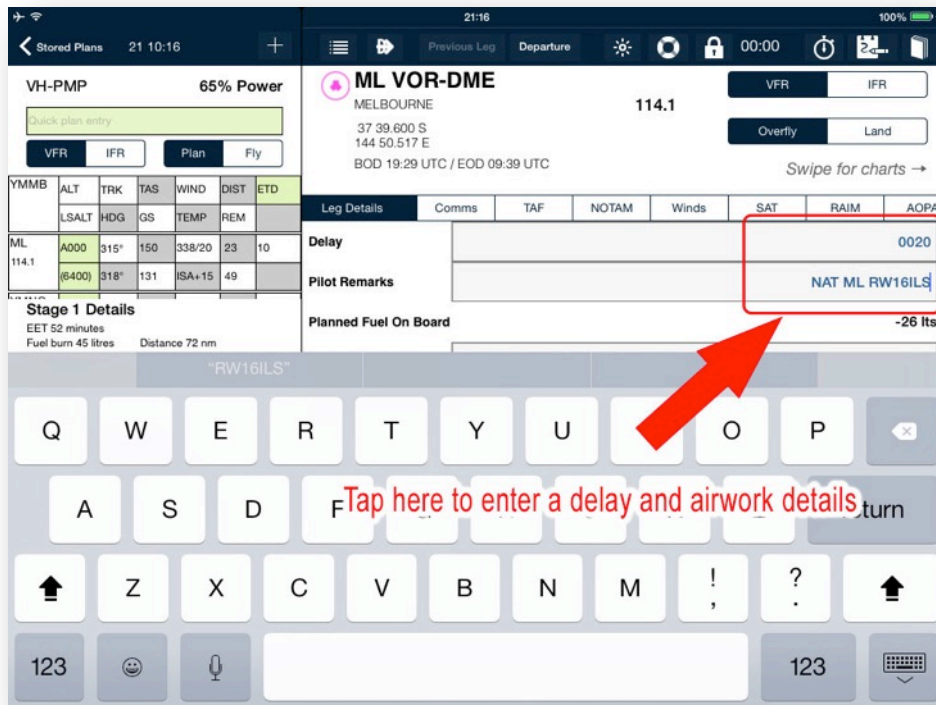 21:16
100%
Stored Plans
21 10:16
+
Previous Leg
Departure
00:00
VH-PMP
65% Power
Quick plan entry
VFR
IFR
Plan
Fly
YMMB
ALT
TRK
TAS
WIND
DIST
ETD
LSALT
HDG
GS
TEMP
REM
ML
114.1
A000
315°
150
338/20
23
10
(6400)
318°
131
ISA+15
49
Stage 1 Details
EET 52 minutes
Fuel burn 45 litres
Distance 72 nm
ML VOR-DME
MELBOURNE
114.1
37 39.600 S
144 50.517 E
BOD 19:29 UTC / EOD 09:39 UTC
VFR
IFR
Overfly
Land
Swipe for charts →
Leg Details
Comms
TAF
NOTAM
Winds
SAT
RAIM
AOPA
Delay
0020
Pilot Remarks
NAT ML RW16ILS
Planned Fuel On Board
-26 lts
"RW16ILS"
Q W E R T Y U O P
A S D F
Tap here to enter a delay and airwork details
Z X C V B N M ! , ? .
123
123